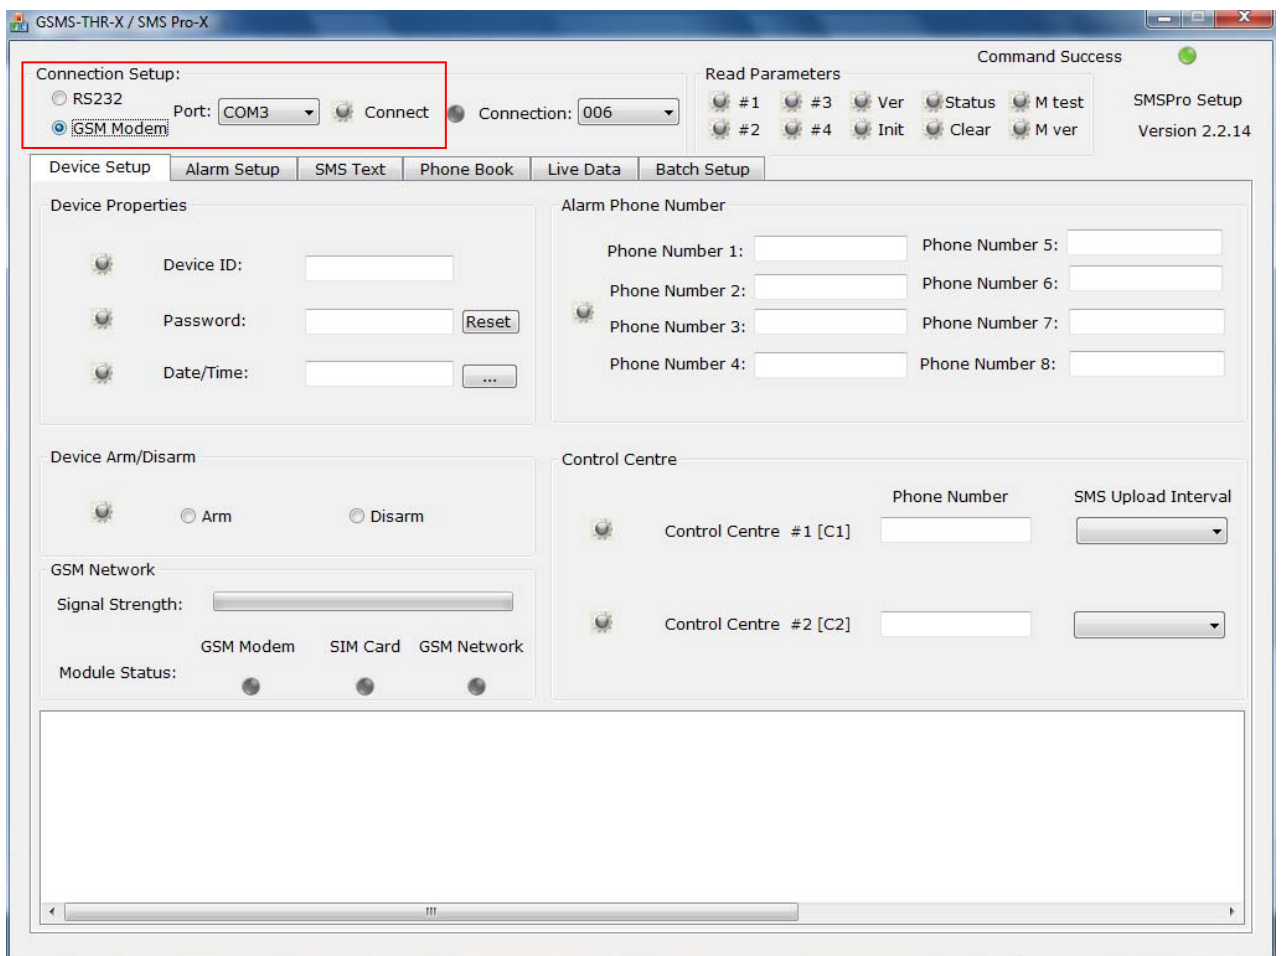 GSMS-THR-X / SMS Pro-X
Command Success
Connection Setup:
RS232
GSM Modem
Port: COM3
Connect
Connection: 006
Read Parameters
#1 #3 Ver Status M test
#2 #4 Init Clear M ver
SMSPro Setup
Version 2.2.14
Device Setup Alarm Setup SMS Text Phone Book Live Data Batch Setup
Device Properties
Device ID:
Password: Reset
Date/Time: ...
Alarm Phone Number
Phone Number 1: Phone Number 5:
Phone Number 2: Phone Number 6:
Phone Number 3: Phone Number 7:
Phone Number 4: Phone Number 8:
Device Arm/Disarm
Arm Disarm
GSM Network
Signal Strength:
GSM Modem SIM Card GSM Network
Module Status:
Control Centre
Phone Number SMS Upload Interval
Control Centre #1 [C1]
Control Centre #2 [C2]